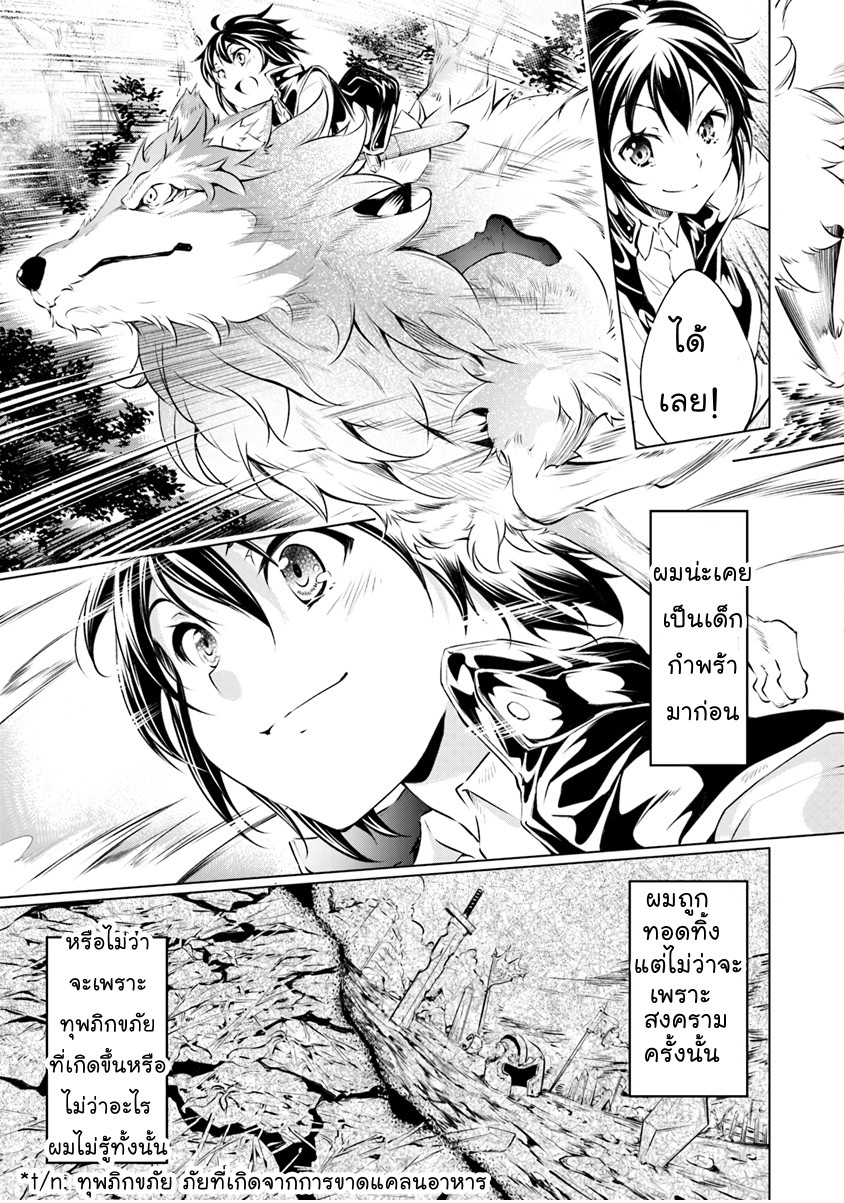 ได้
เลย!
ผมน่ะเคย
เป็นเด็ก
กำพร้า
มาก่อน
ผมถูก
ทอดทิ้ง
แต่ไม่ว่าจะ
เพราะ
สงคราม
ครั้งนั้น
หรือไม่ว่า
จะเพราะ
ทุพภิกขภัย
ที่เกิดขึ้นหรือ
ไม่ว่าอะไร
ผมไม่รู้ทั้งนั้น
*t/n: ทุพภิกขภัย ภัยที่เกิดจากการขาดแคลนอาหาร